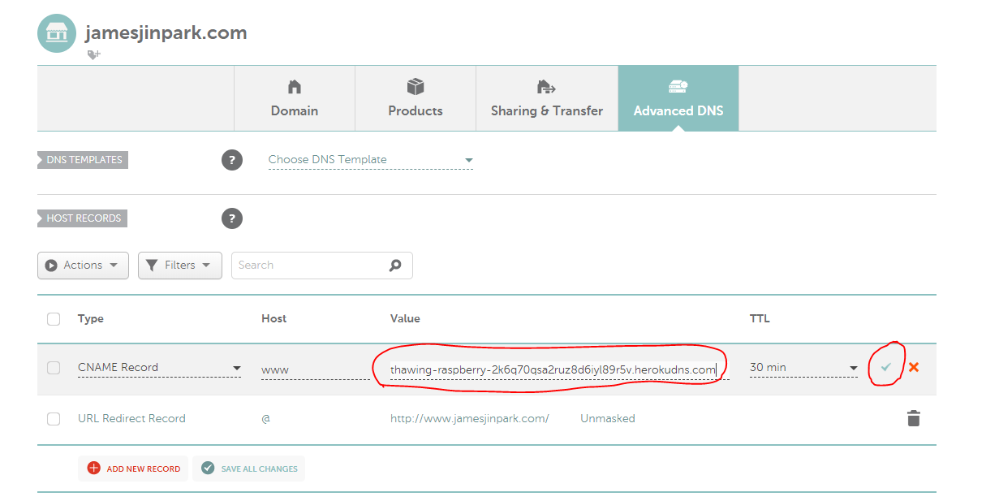 jamesjinpark.com
Domain
Products
Sharing & Transfer
Advanced DNS
DNS TEMPLATES
?
Choose DNS Template
HOST RECORDS
?
Actions
Filters
Search
Type Host Value TTL
CNAME Record www thawing-raspberry-2k6q70qsa2ruz8d6iyl89r5v.herokudns.com 30 min
URL Redirect Record @ http://www.jamesjinpark.com/ Unmasked
ADD NEW RECORD
SAVE ALL CHANGES